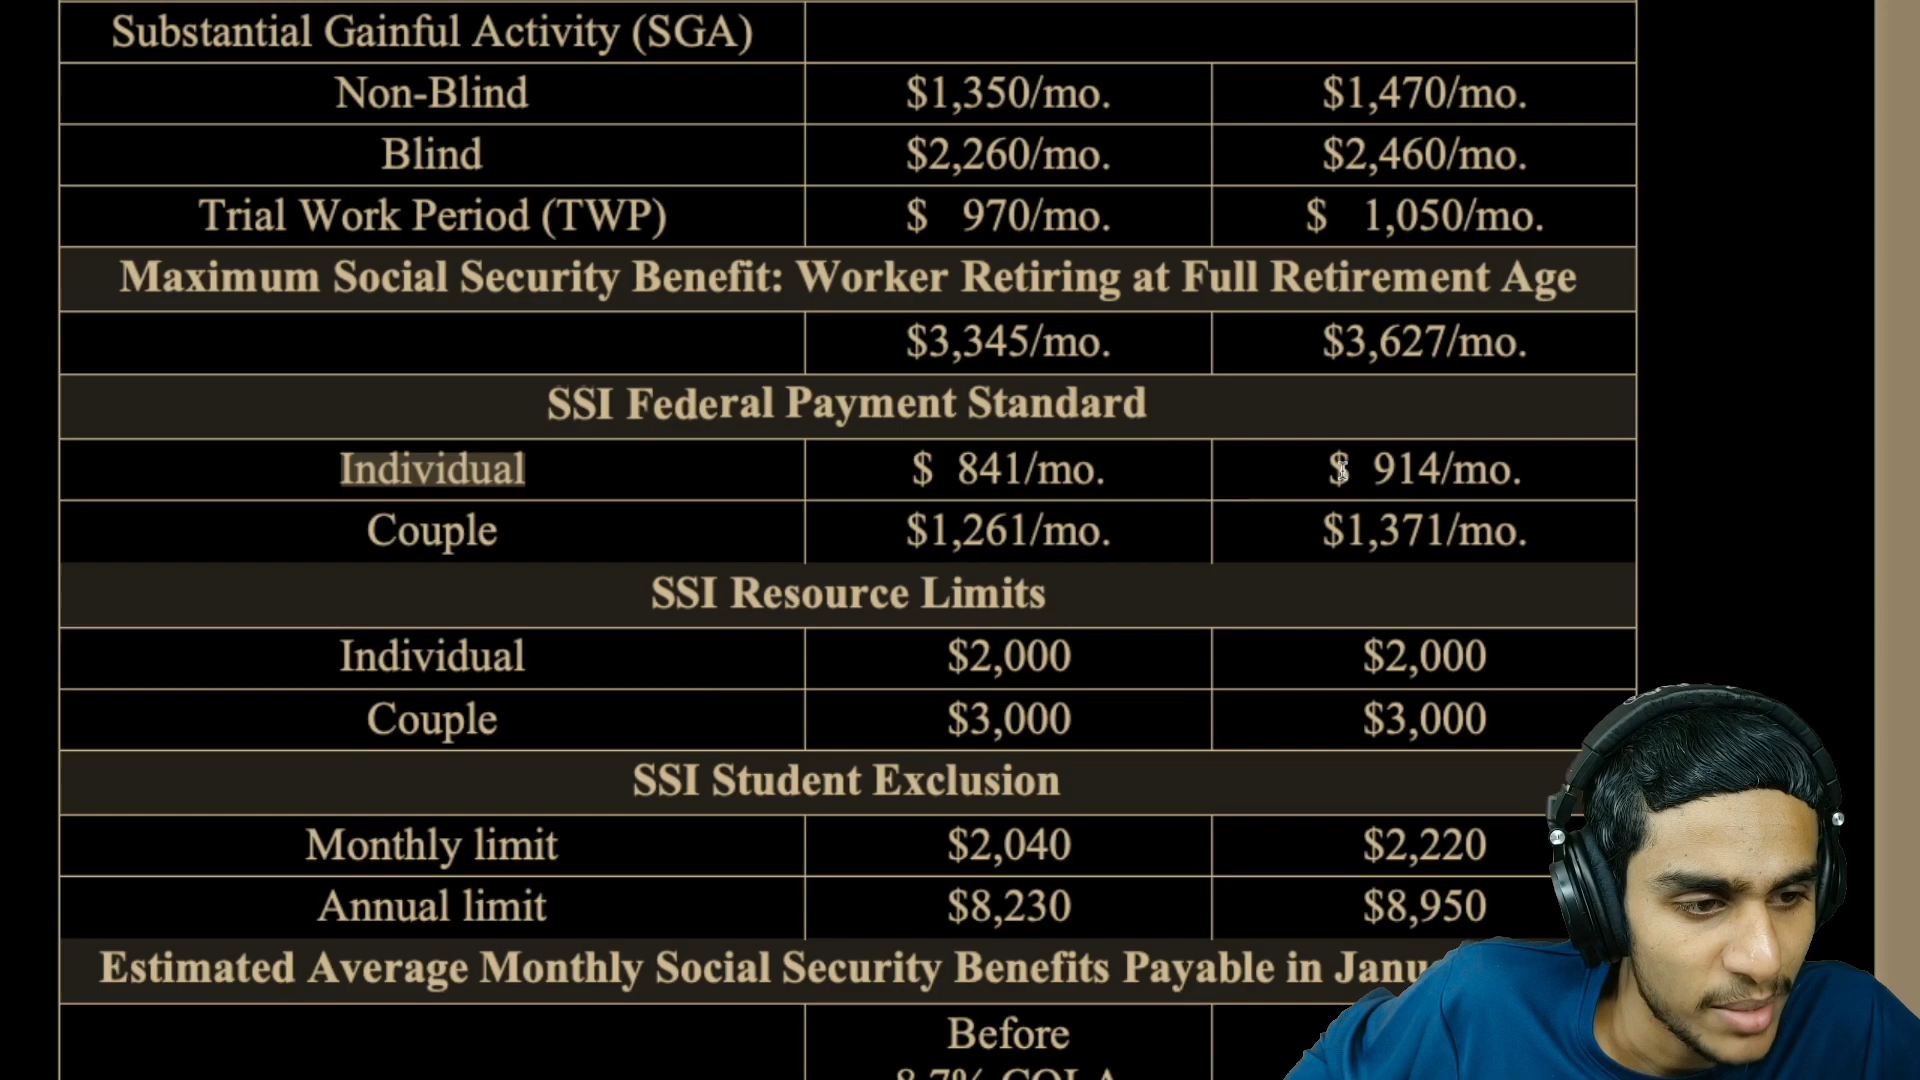 Substantial Gainful Activity (SGA)
Non-Blind $1,350/mo. $1,470/mo.
Blind $2,260/mo. $2,460/mo.
Trial Work Period (TWP) $ 970/mo. $ 1,050/mo.
Maximum Social Security Benefit: Worker Retiring at Full Retirement Age
$3,345/mo. $3,627/mo.
SSI Federal Payment Standard
Individual $ 841/mo. $ 914/mo.
Couple $1,261/mo. $1,371/mo.
SSI Resource Limits
Individual $2,000 $2,000
Couple $3,000 $3,000
SSI Student Exclusion
Monthly limit $2,040 $2,220
Annual limit $8,230 $8,950
Estimated Average Monthly Social Security Benefits Payable in
Before
8.7% COLA